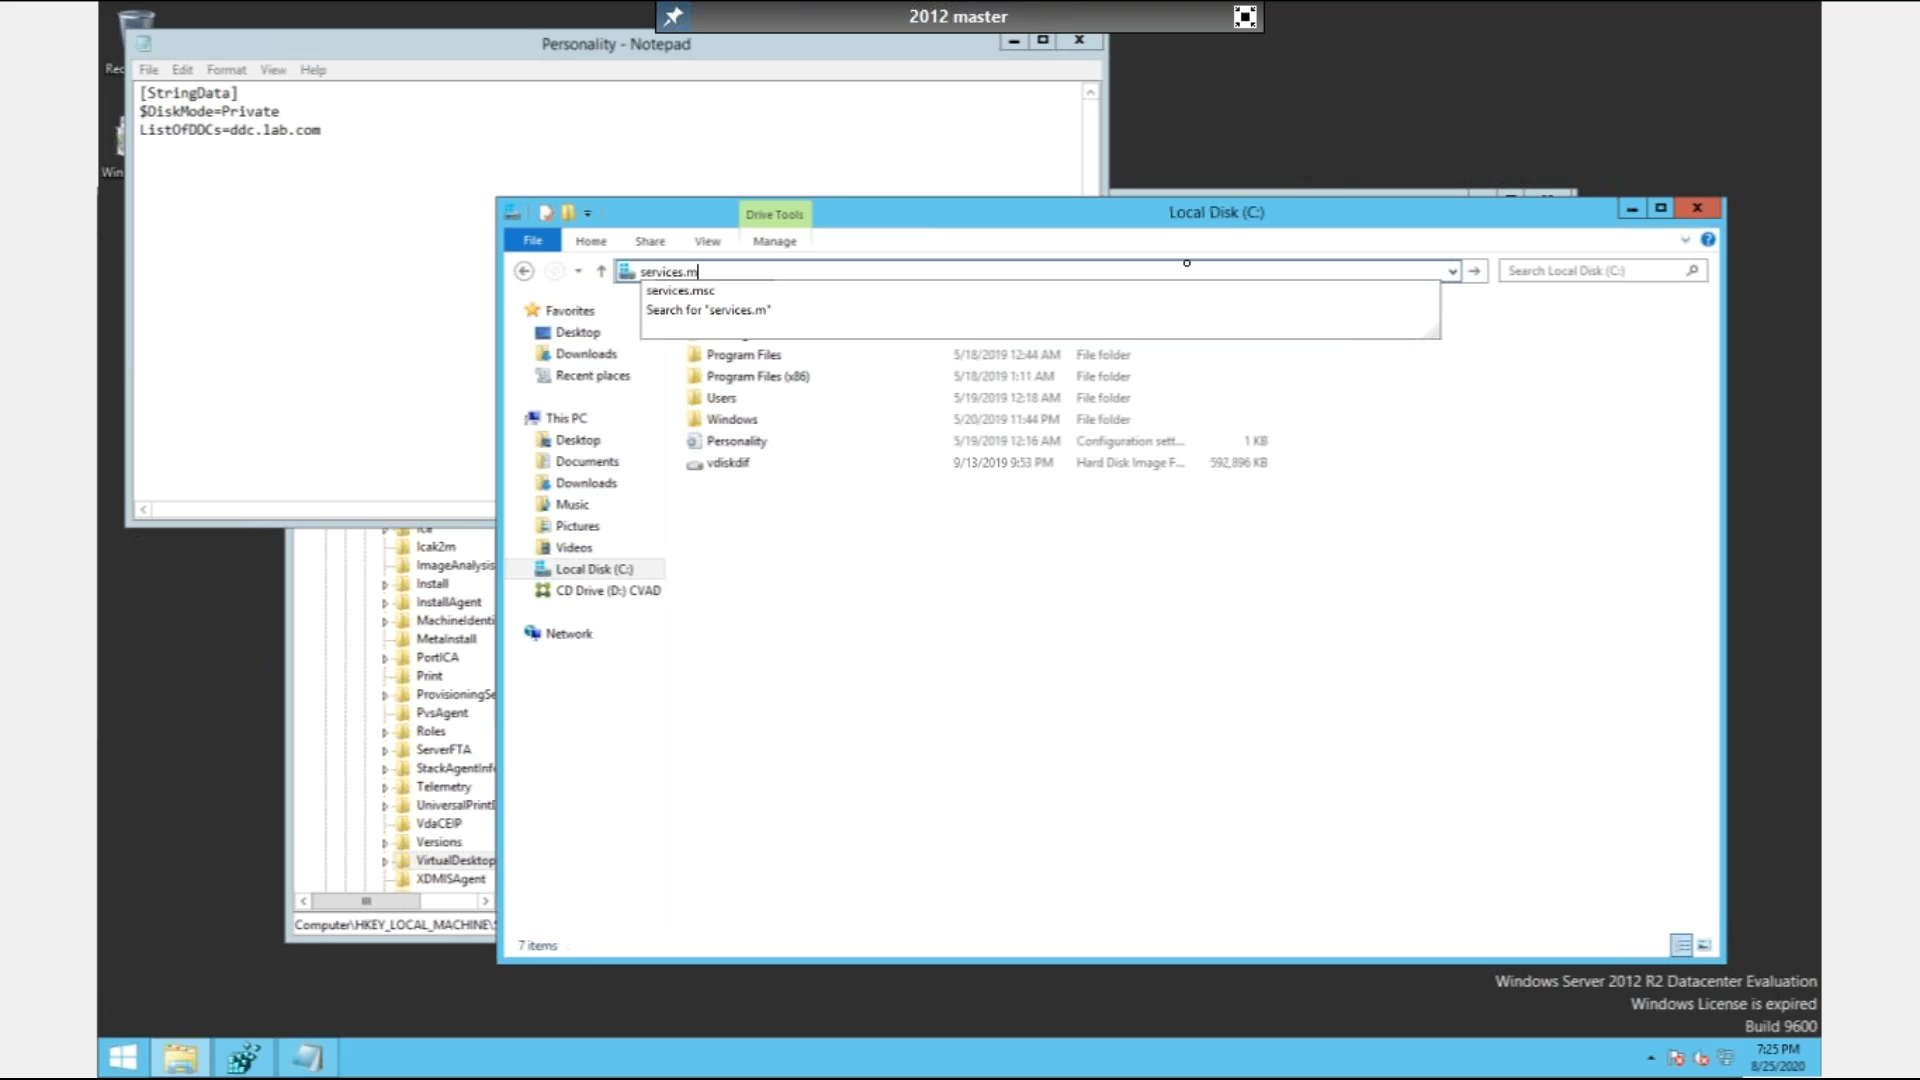 2012 master
Rec
Win
Personality - Notepad
File Edit Format View Help
[StringData]
$DiskMode=Private
ListOfDDCs=ddc.lab.com
Drive Tools
Local Disk (C:)
File Home Share View Manage
services.m
Search Local Disk (C:)
services.msc
Search for "services.m"
Favorites
Desktop
Downloads
Recent places
This PC
Desktop
Documents
Downloads
Music
Pictures
Videos
Local Disk (C:)
CD Drive (D:) CVAD
Network
Program Files 5/18/2019 12:44 AM File folder
Program Files (x86) 5/18/2019 1:11 AM File folder
Users 5/19/2019 12:18 AM File folder
Windows 5/20/2019 11:44 PM File folder
Personality 5/19/2019 12:16 AM Configuration sett... 1 KB
vdiskdif 9/13/2019 9:53 PM Hard Disk Image F... 592,896 KB
7 items
Icak2m
ImageAnalysis
Install
InstallAgent
MachineIdenti
MetaInstall
PortICA
Print
ProvisioningSe
PvsAgent
Roles
ServerFTA
StackAgentInf
Telemetry
UniversalPrint
VdaCEIP
Versions
VirtualDesktop
XDMISAgent
Computer\HKEY_LOCAL_MACHINE\
Windows Server 2012 R2 Datacenter Evaluation
Windows License is expired
Build 9600
7:25 PM
8/25/2020